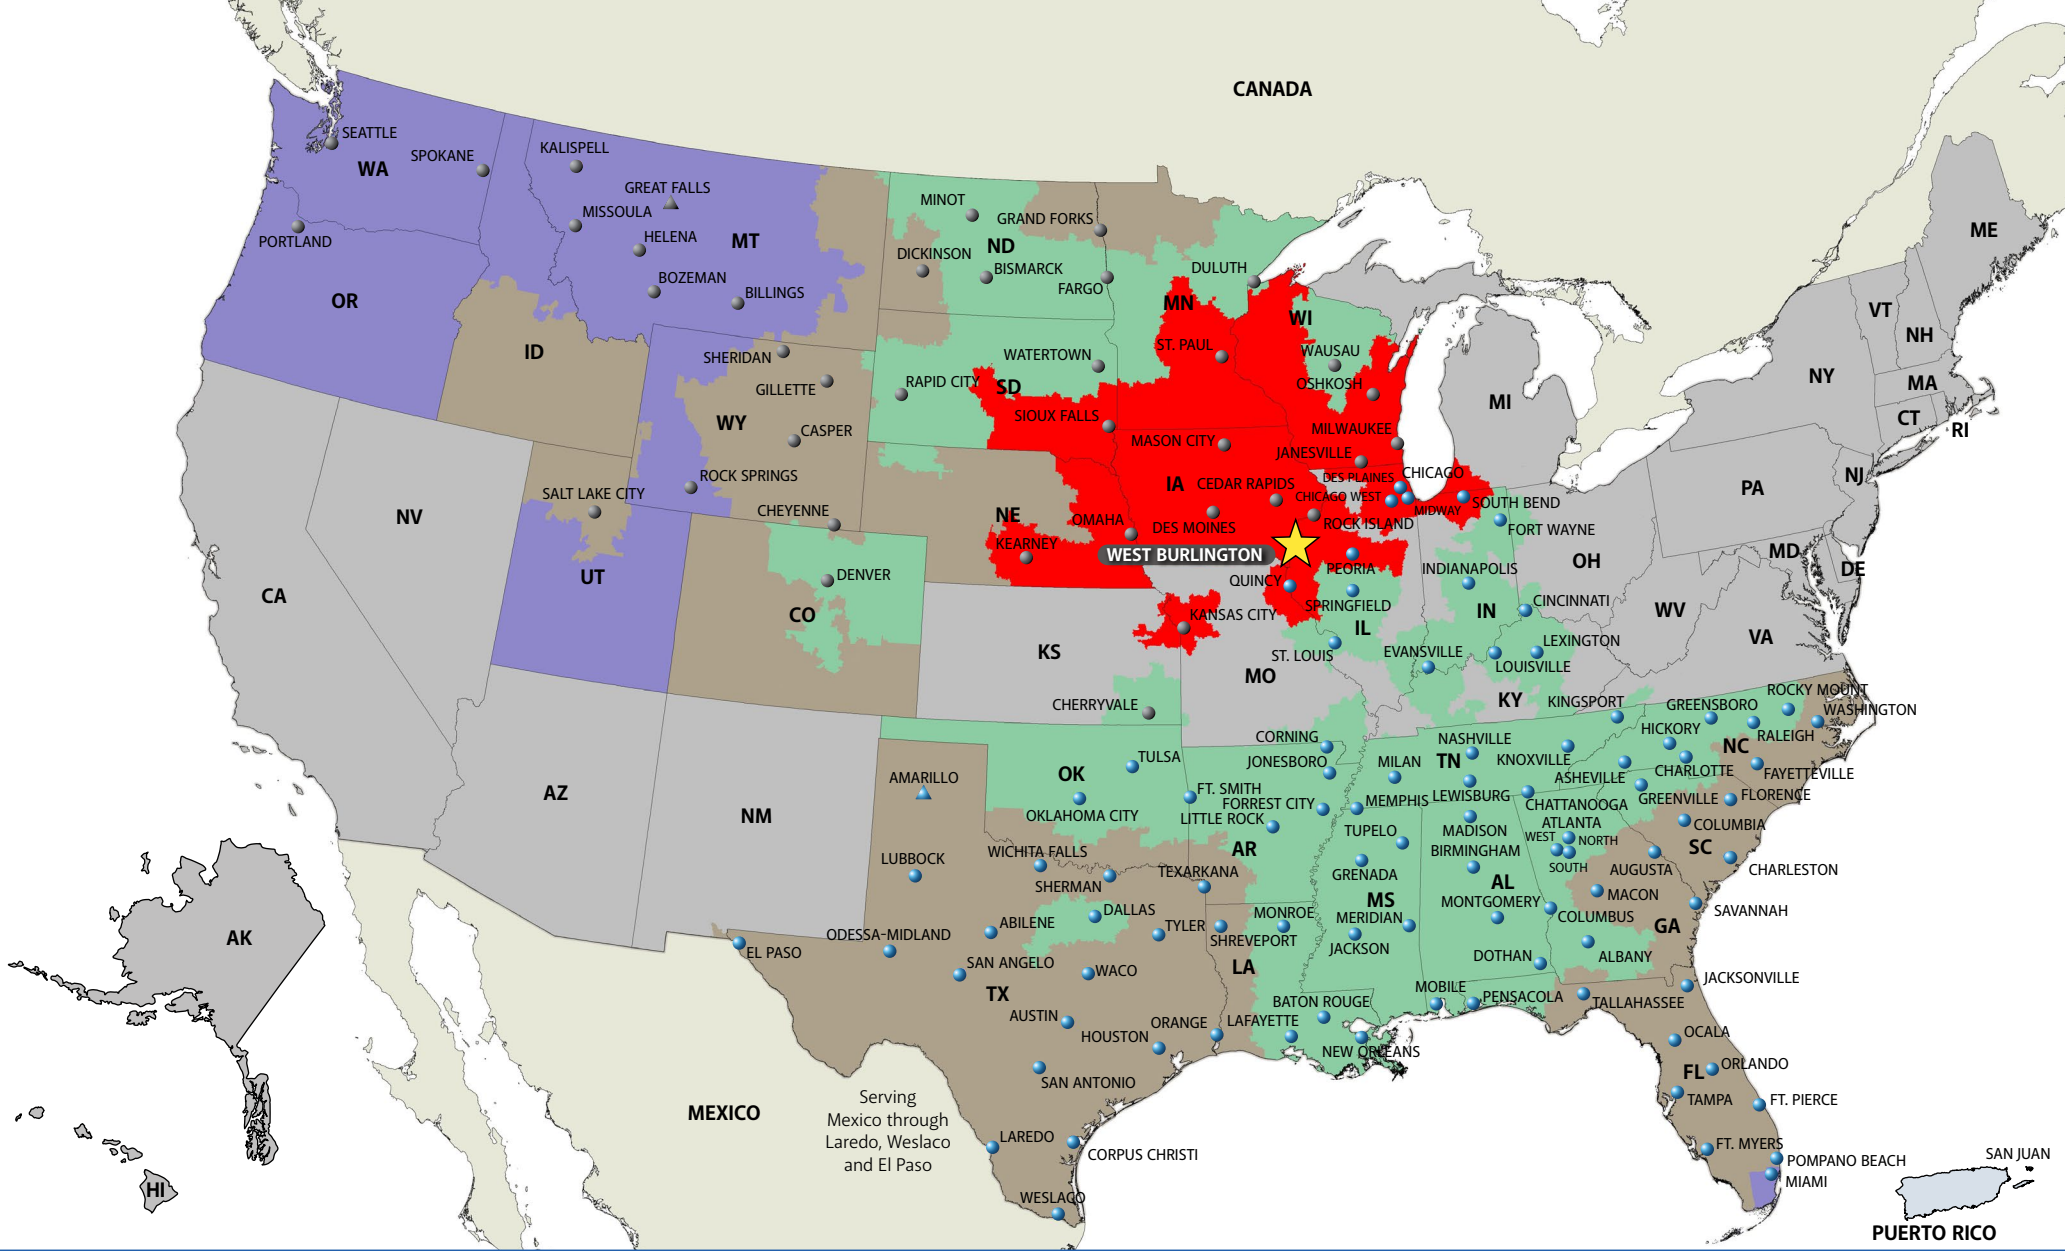 CANADA
SEATTLE
WA
SPOKANE
KALISPELL
GREAT FALLS
MISSOULA
HELENA
MT
PORTLAND
BOZEMAN
BILLINGS
OR
ID
MINOT
GRAND FORKS
ND
DICKINSON
BISMARCK
FARGO
DULUTH
MN
WI
ME
VT
NH
NY
MA
CT
RI
MI
SHERIDAN
GILLETTE
WY
CASPER
ROCK SPRINGS
CHEYENNE
WATERTOWN
RAPID CITY
SD
SIOUX FALLS
ST. PAUL
WAUSAU
OSHKOSH
MILWAUKEE
JANESVILLE
MASON CITY
IA
CEDAR RAPIDS
DES MOINES
DES PLAINES
CHICAGO
CHICAGO WEST
MIDWAY
SOUTH BEND
FORT WAYNE
ROCK ISLAND
PA
NJ
MD
DE
OH
WV
VA
SALT LAKE CITY
NV
UT
CA
NE
OMAHA
KEARNEY
WEST BURLINGTON
QUINCY
PEORIA
SPRINGFIELD
IL
INDIANAPOLIS
IN
CINCINNATI
LEXINGTON
LOUISVILLE
EVANSVILLE
ST. LOUIS
KANSAS CITY
DENVER
CO
KS
MO
KY
CHERRYVALE
KINGSPORT
GREENSBORO
ROCKY MOUNT
WASHINGTON
HICKORY
RALEIGH
NC
CHARLOTTE
FAYETTEVILLE
ASHEVILLE
GREENVILLE
FLORENCE
COLUMBIA
SC
CHARLESTON
CORNING
JONESBORO
NASHVILLE
TN
KNOXVILLE
MILAN
LEWISBURG
MEMPHIS
CHATTANOOGA
TULSA
OK
OKLAHOMA CITY
FT. SMITH
FORREST CITY
LITTLE ROCK
AR
TUPELO
MADISON
BIRMINGHAM
ATLANTA
WEST
NORTH
SOUTH
AUGUSTA
MACON
SAVANNAH
GA
GRENADA
MS
AL
MONTGOMERY
COLUMBUS
MERIDIAN
JACKSON
DOTHAN
ALBANY
AZ
NM
AMARILLO
LUBBOCK
WICHITA FALLS
SHERMAN
TEXARKANA
DALLAS
ABILENE
TYLER
SHREVEPORT
MONROE
LA
ODESSA-MIDLAND
EL PASO
SAN ANGELO
WACO
TX
AUSTIN
HOUSTON
ORANGE
LAFAYETTE
BATON ROUGE
NEW ORLEANS
MOBILE
PENSACOLA
TALLAHASSEE
JACKSONVILLE
OCALA
ORLANDO
FL
TAMPA
FT. PIERCE
FT. MYERS
POMPANO BEACH
MIAMI
SAN ANTONIO
LAREDO
CORPUS CHRISTI
WESLACO
MEXICO
Serving
Mexico through
Laredo, Weslaco
and El Paso
AK
HI
SAN JUAN
PUERTO RICO